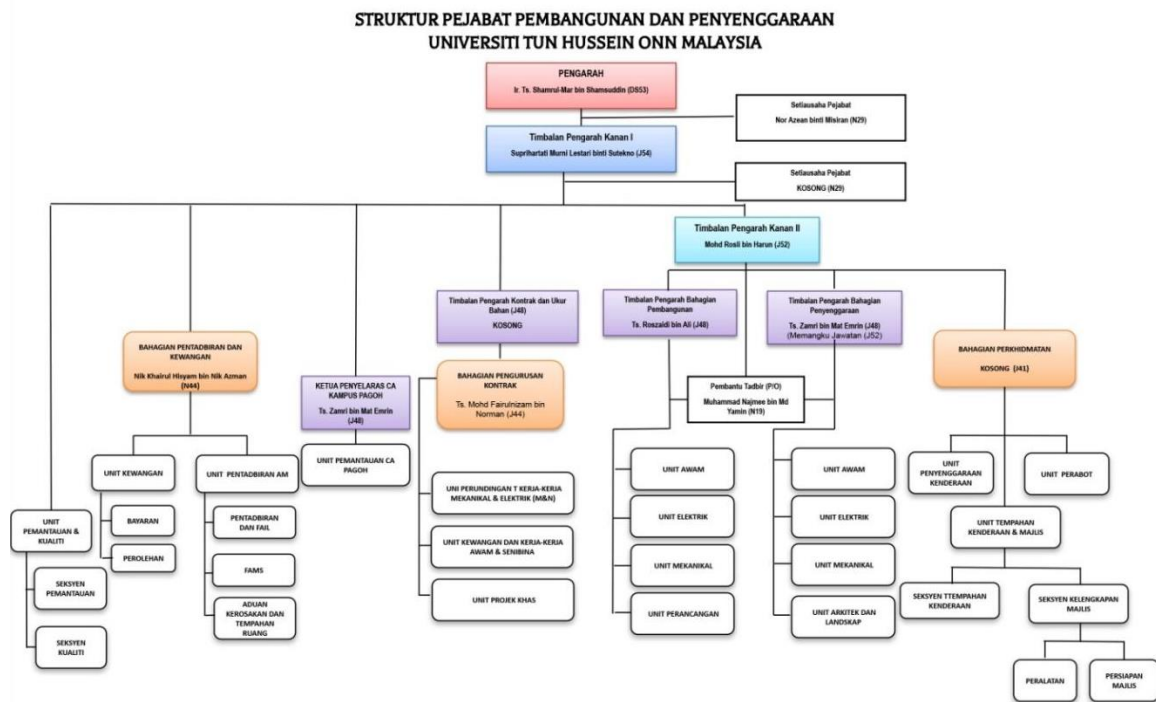 STRUKTUR PEJABAT PEMBANGUNAN DAN PENYENGGARAAN
UNIVERSITI TUN HUSSEIN ONN MALAYSIA
PENGARAH
Ir. Ts. Shamrul-Mar bin Shamsuddin (DS53)
Setiausaha Pejabat
Nor Azean binti Misiran (N29)
Timbalan Pengarah Kanan I
Suprihartati Murni Lestari binti Sutekno (J54)
Setiausaha Pejabat
KOSONG (N29)
Timbalan Pengarah Kanan II
Mohd Rosli bin Harun (J52)
Timbalan Pengarah Kontrak dan Ukur
Bahan (J48)
KOSONG
Timbalan Pengarah Bahagian
Pembangunan
Ts. Roszaidi bin Ali (J48)
Timbalan Pengarah Bahagian
Penyenggaraan
Ts. Zamri bin Mat Emrin (J48)
(Memangku Jawatan (J52)
BAHAGIAN PENTADBIRAN DAN
KEWANGAN
Nik Khairul Hisyam bin Nik Azman
(N44)
KETUA PENYELARAS CA
KAMPUS PAGOH
Ts. Zamri bin Mat Emrin
(J48)
BAHAGIAN PENGURUSAN
KONTRAK
Ts. Mohd Fairulnizam bin
Norman (J44)
Pembantu Tadbir (P/O)
Muhammad Najmee bin Md
Yamin (N19)
BAHAGIAN PERKHIDMATAN
KOSONG (J41)
UNIT PEMANTAUAN &
KUALITI
SEKSYEN
PEMANTAUAN
SEKSYEN
KUALITI
UNIT KEWANGAN
BAYARAN
PEROLEHAN
UNIT PENTADBIRAN AM
PENTADBIRAN
DAN FAIL
FAMS
ADUAN
KEROSAKAN DAN
TEMPAHAN
RUANG
UNIT PEMANTAUAN CA
PAGOH
UNI PERUNDINGAN T KERJA-KERJA
MEKANIKAL & ELEKTRIK (M&N)
UNIT KEWANGAN DAN KERJA-KERJA
AWAM & SENIBINA
UNIT PROJEK KHAS
UNIT AWAM
UNIT ELEKTRIK
UNIT MEKANIKAL
UNIT PERANCANGAN
UNIT AWAM
UNIT ELEKTRIK
UNIT MEKANIKAL
UNIT ARKITEK DAN
LANDSKAP
UNIT
PENYENGGARAAN
KENDERAAN
UNIT PERABOT
UNIT TEMPAHAN
KENDERAAN & MAJLIS
SEKSYEN TTEMPAHAN
KENDERAAN
SEKSYEN KELENGKAPAN
MAJLIS
PERALATAN
PERSIAPAN
MAJLIS